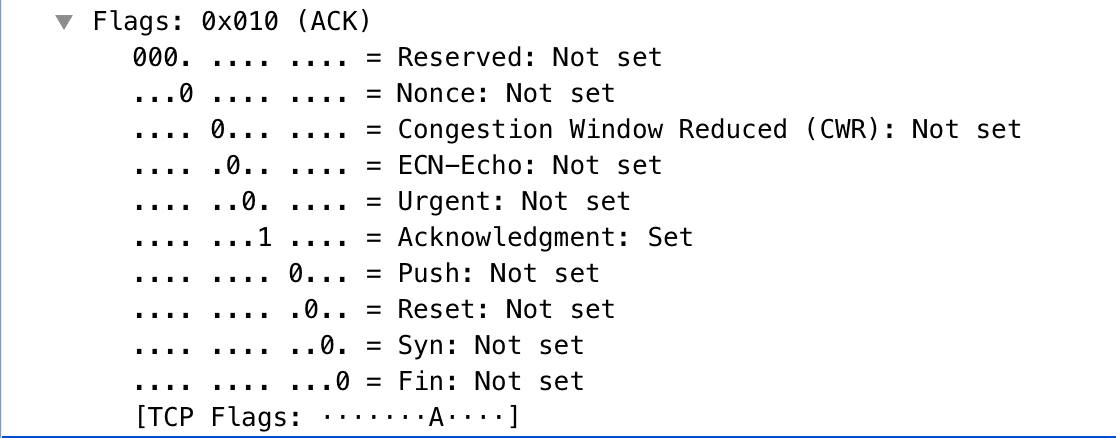 Flags: 0x010 (ACK)
000. .... .... = Reserved: Not set
...0 .... .... = Nonce: Not set
.... 0... .... = Congestion Window Reduced (CWR): Not set
.... .0.. .... = ECN-Echo: Not set
.... ..0. .... = Urgent: Not set
.... ...1 .... = Acknowledgment: Set
.... .... 0... = Push: Not set
.... .... .0.. = Reset: Not set
.... .... ..0. = Syn: Not set
.... .... ...0 = Fin: Not set
[TCP Flags: ·······A····]